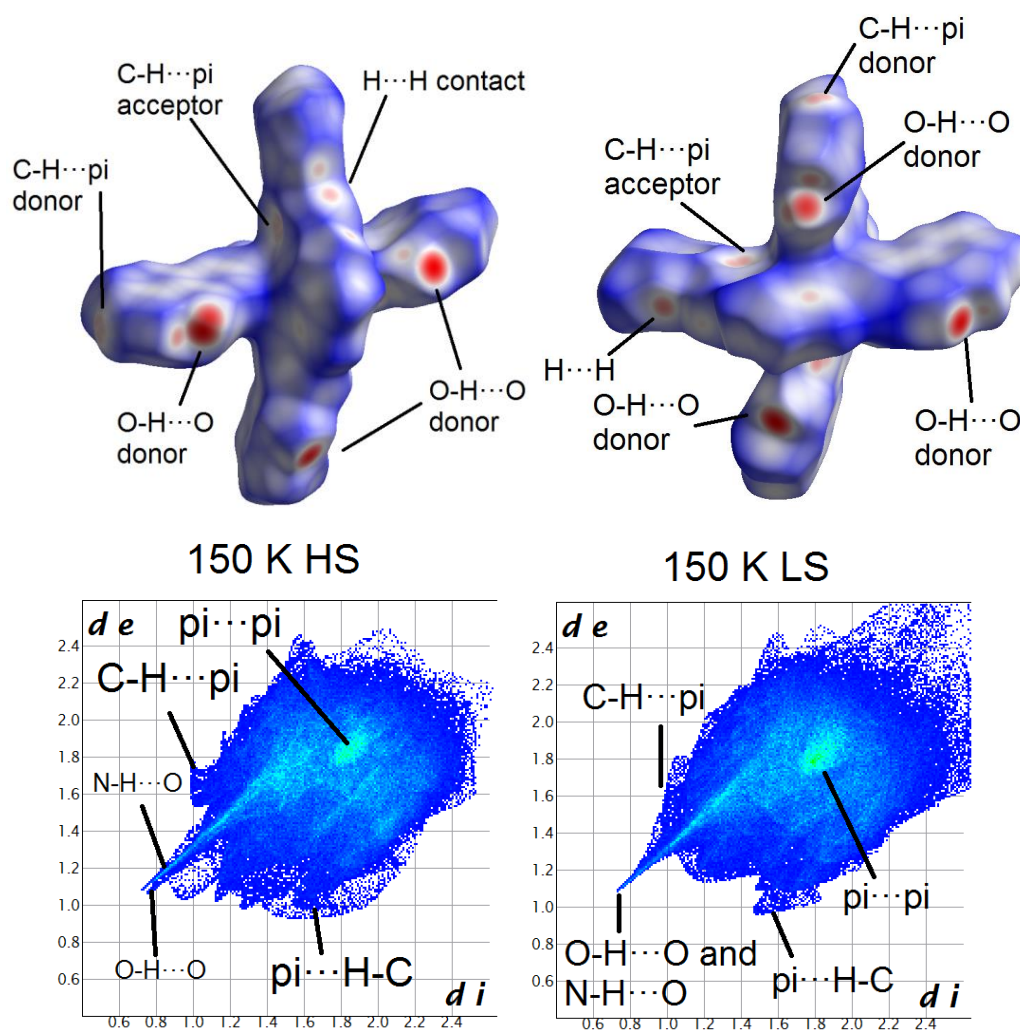 C-H···pi
acceptor
H···H contact
C-H···pi
donor
O-H···O
donor
O-H···O
donor
C-H···pi
donor
O-H···O
donor
C-H···pi
acceptor
H···H
O-H···O
donor
O-H···O
donor
150 K HS
d e
pi···pi
C-H···pi
N-H···O
O-H···O
pi···H-C
d i
2.4
2.2
2.0
1.8
1.6
1.4
1.2
1.0
0.8
0.6
0.6 0.8 1.0 1.2 1.4 1.6 1.8 2.0 2.2 2.4
150 K LS
d e
C-H···pi
pi···pi
O-H···O and
N-H···O
pi···H-C
d i
2.4
2.2
2.0
1.8
1.6
1.4
1.2
1.0
0.8
0.6
0.6 0.8 1.0 1.2 1.4 1.6 1.8 2.0 2.2 2.4